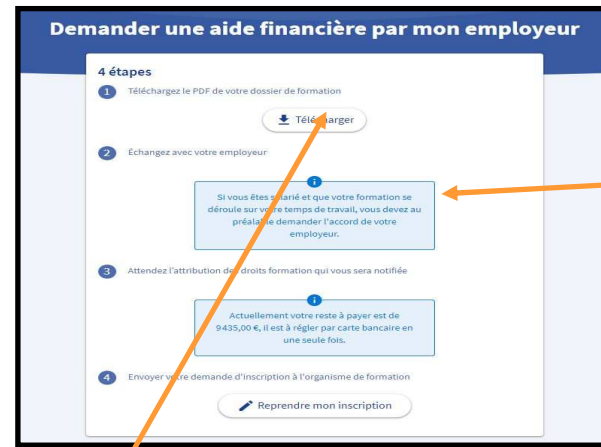 Demander une aide financière par mon employeur
4 étapes
1 Téléchargez le PDF de votre dossier de formation
Télécharger
2 Échangez avec votre employeur
i
Si vous êtes salarié et que votre formation se
déroule sur votre temps de travail, vous devez au
préalable demander l'accord de votre
employeur.
3 Attendez l'attribution des droits formation qui vous sera notifiée
i
Actuellement votre reste à payer est de
9435,00 €, il est à régler par carte bancaire en
une seule fois.
4 Envoyer votre demande d'inscription à l'organisme de formation
Reprendre mon inscription